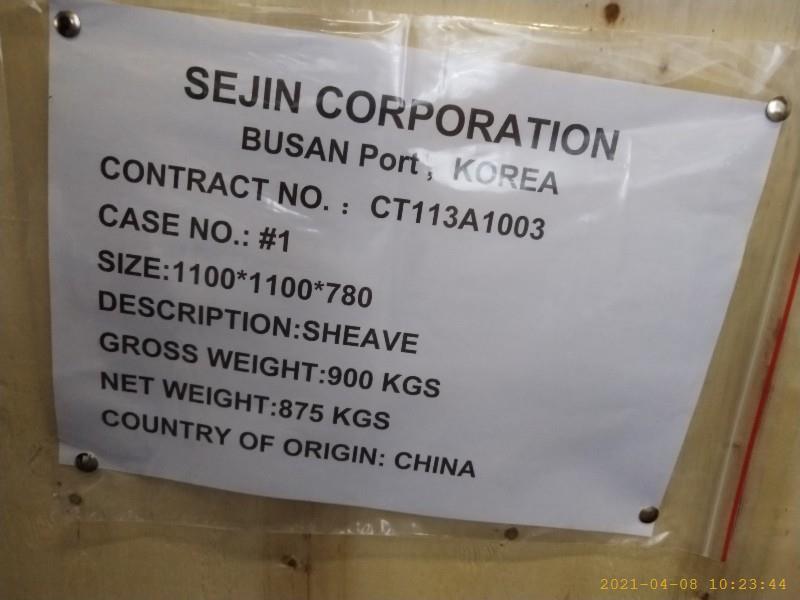 SEJIN CORPORATION
BUSAN Port， KOREA
CONTRACT NO.： CT113A1003
CASE NO.: #1
SIZE:1100*1100*780
DESCRIPTION:SHEAVE
GROSS WEIGHT:900 KGS
NET WEIGHT:875 KGS
COUNTRY OF ORIGIN: CHINA
2021-04-08 10:23:44